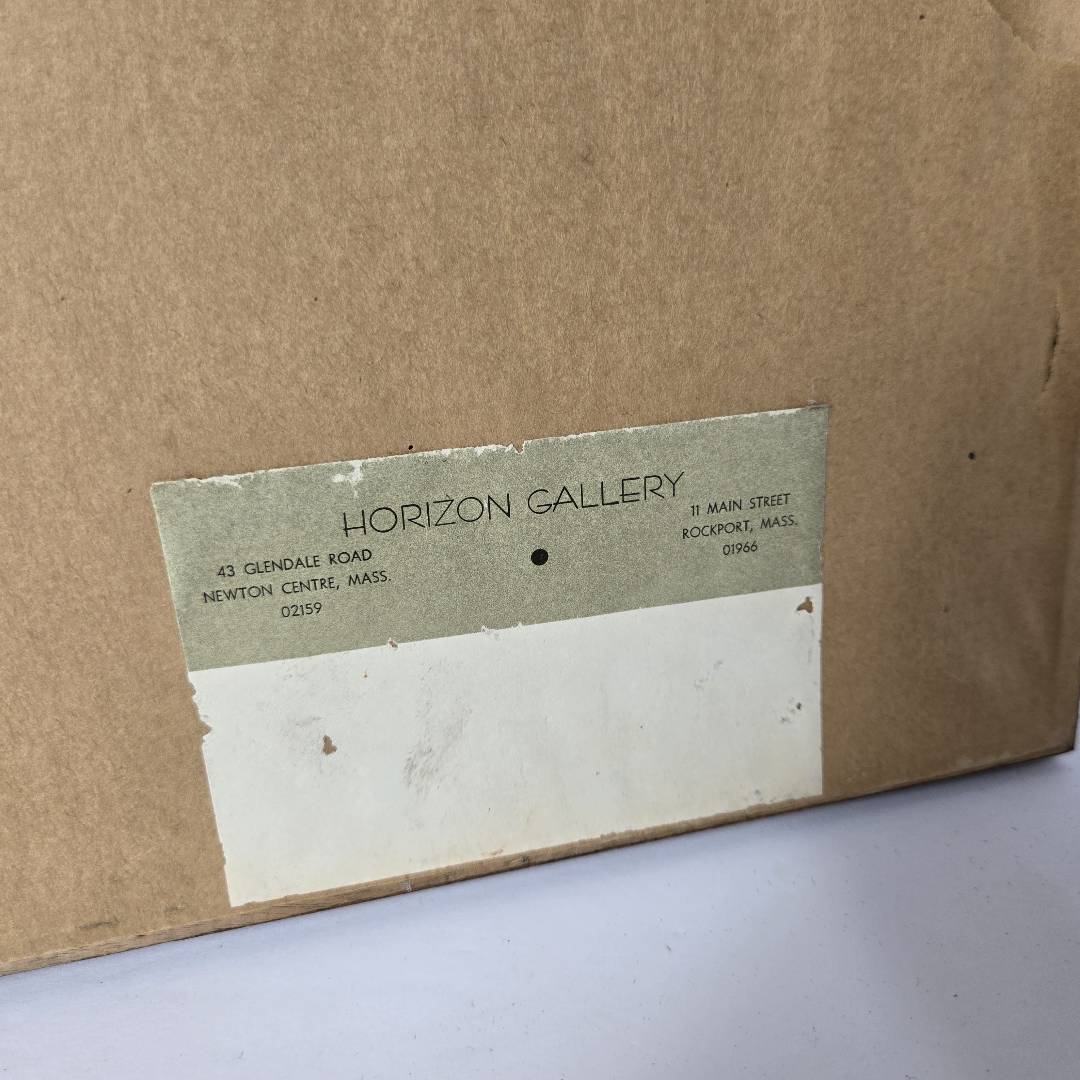 HORIZON GALLERY
43 GLENDALE ROAD
NEWTON CENTRE, MASS.
02159
11 MAIN STREET
ROCKPORT, MASS.
01966